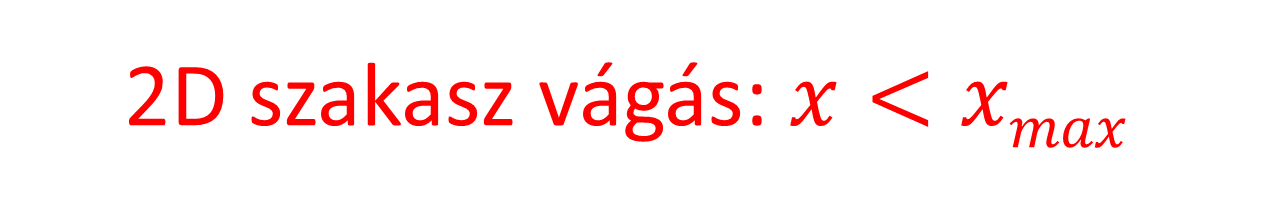 2D szakasz vágás: x < x_max